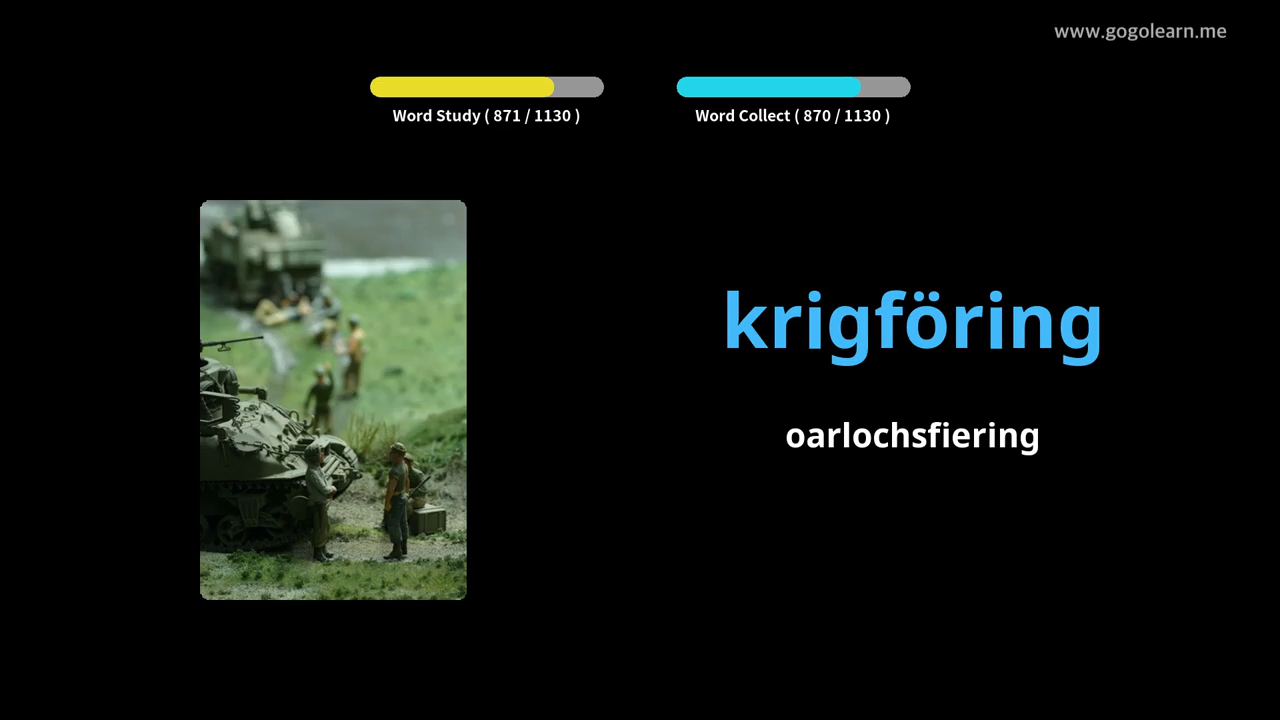 www.gogolearn.me
Word Study ( 871 / 1130 )
Word Collect ( 870 / 1130 )
krigföring
oarlochsfiering